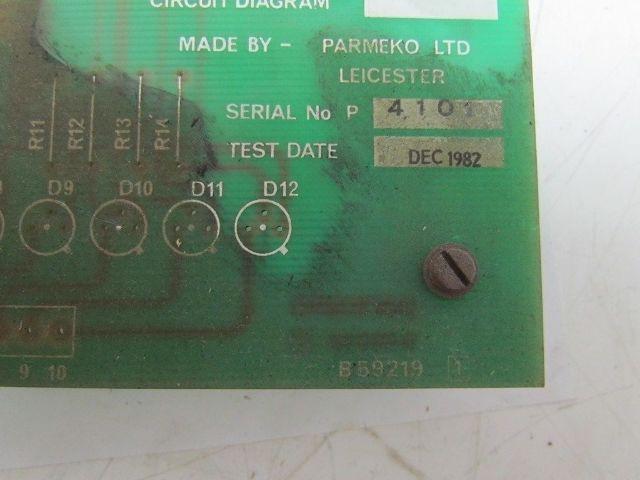 CIRCUIT DIAGRAM
MADE BY - PARMEKO LTD
LEICESTER
SERIAL No P 4101
TEST DATE DEC 1982
R11 R12 R13 R14
D9 D10 D11 D12
9 10
B59219 1